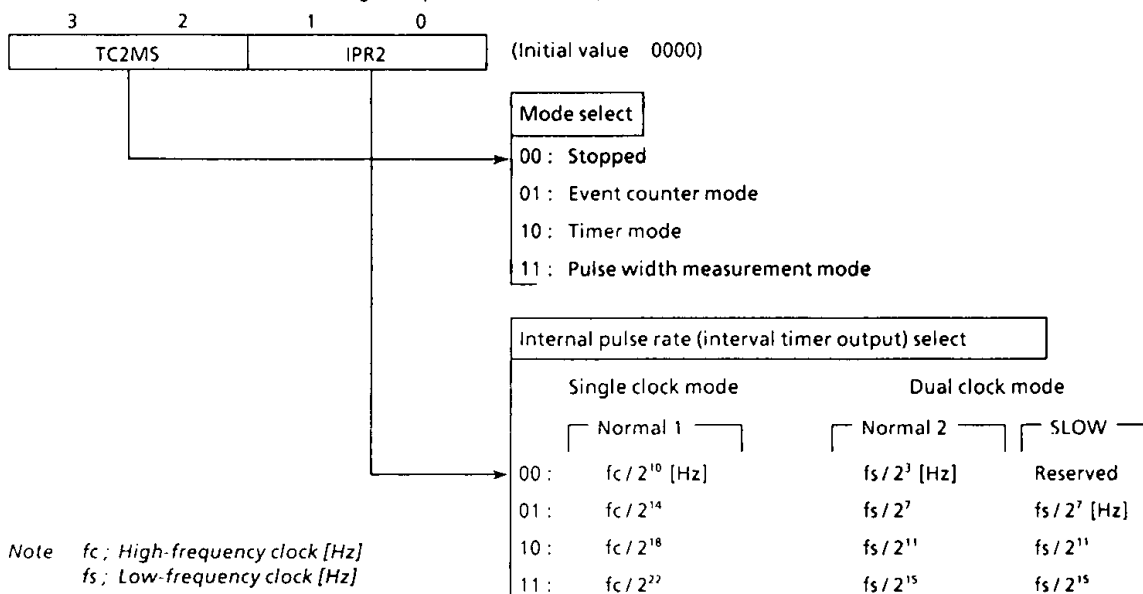 3 2 1 0
TC2MS IPR2 (Initial value 0000)
Mode select
00 : Stopped
01 : Event counter mode
10 : Timer mode
11 : Pulse width measurement mode
Internal pulse rate (interval timer output) select
Single clock mode Dual clock mode
Normal 1 Normal 2 SLOW
00 : fc / 2¹⁰ [Hz] fs / 2³ [Hz] Reserved
01 : fc / 2¹⁴ fs / 2⁷ fs / 2⁷ [Hz]
10 : fc / 2¹⁸ fs / 2¹¹ fs / 2¹¹
11 : fc / 2²² fs / 2¹⁵ fs / 2¹⁵
Note fc ; High-frequency clock [Hz]
fs ; Low-frequency clock [Hz]